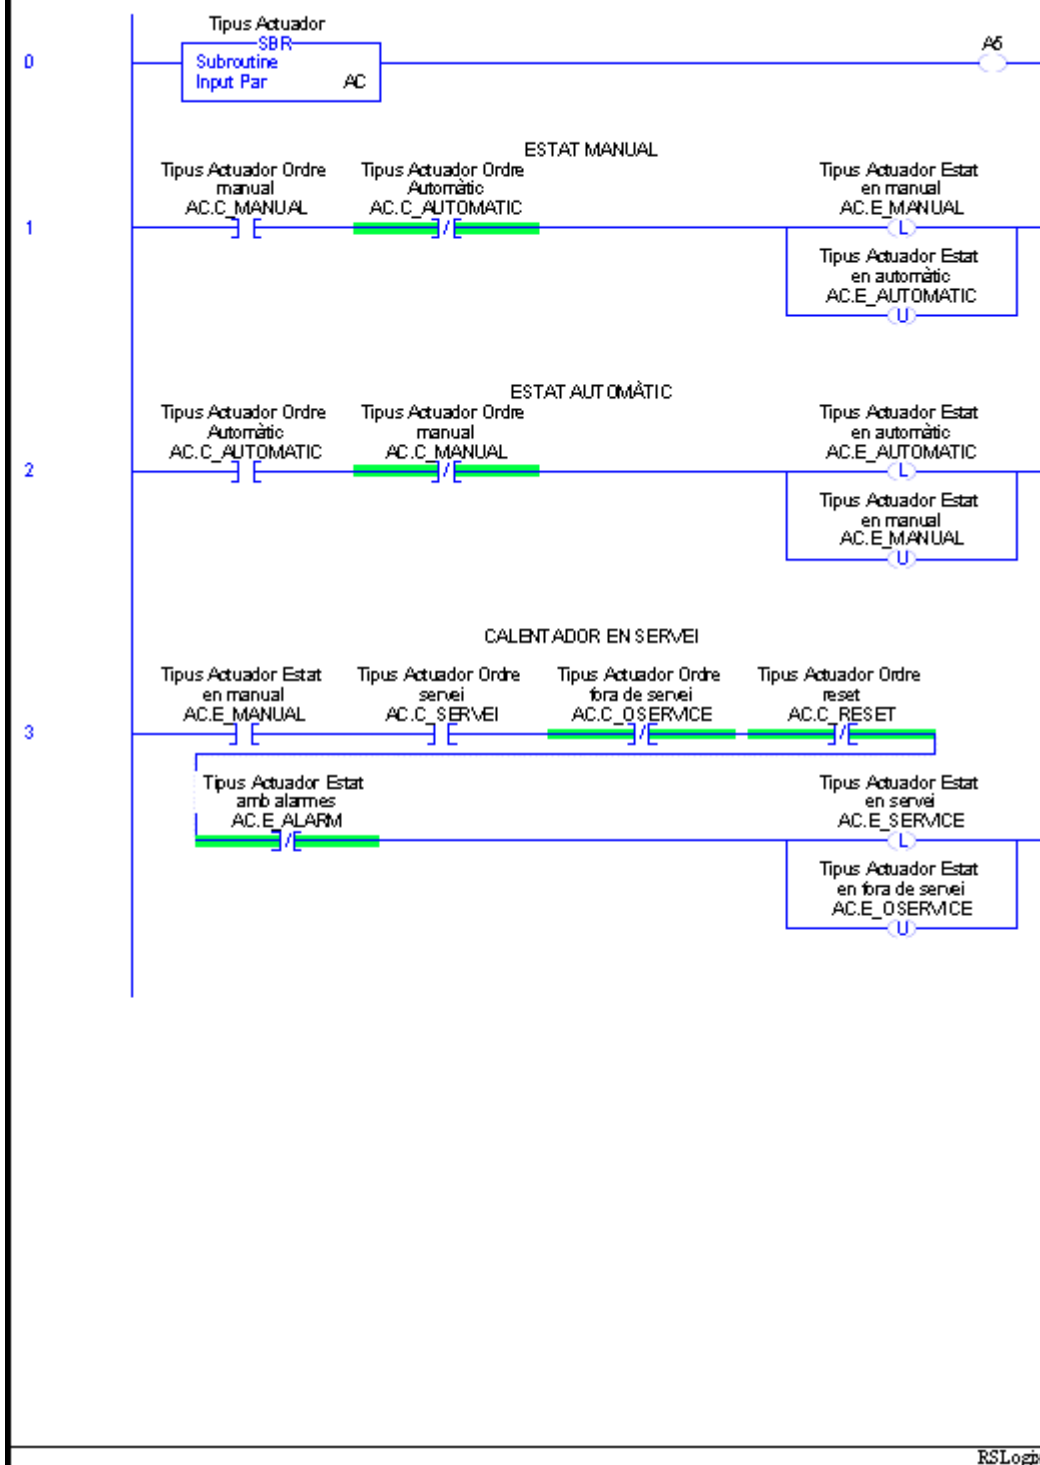 Tipus Actuador
SBR
0
Subroutine
Input Par AC
A5
ESTAT MANUAL
Tipus Actuador Ordre
manual
AC.C_MANUAL
Tipus Actuador Ordre
Automàtic
AC.C_AUTOMATIC
Tipus Actuador Estat
en manual
AC.E_MANUAL
1
L
Tipus Actuador Estat
en automàtic
AC.E_AUTOMATIC
U
ESTAT AUTOMÀTIC
Tipus Actuador Ordre
Automàtic
AC.C_AUTOMATIC
Tipus Actuador Ordre
manual
AC.C_MANUAL
Tipus Actuador Estat
en automàtic
AC.E_AUTOMATIC
2
L
Tipus Actuador Estat
en manual
AC.E_MANUAL
U
CALENTADOR EN SERVEI
Tipus Actuador Estat
en manual
AC.E_MANUAL
Tipus Actuador Ordre
servei
AC.C_SERVEI
Tipus Actuador Ordre
fora de servei
AC.C_OSERVICE
Tipus Actuador Ordre
reset
AC.C_RESET
3
Tipus Actuador Estat
amb alarmes
AC.E_ALARM
Tipus Actuador Estat
en servei
AC.E_SERVICE
L
Tipus Actuador Estat
en fora de servei
AC.E_OSERVICE
U